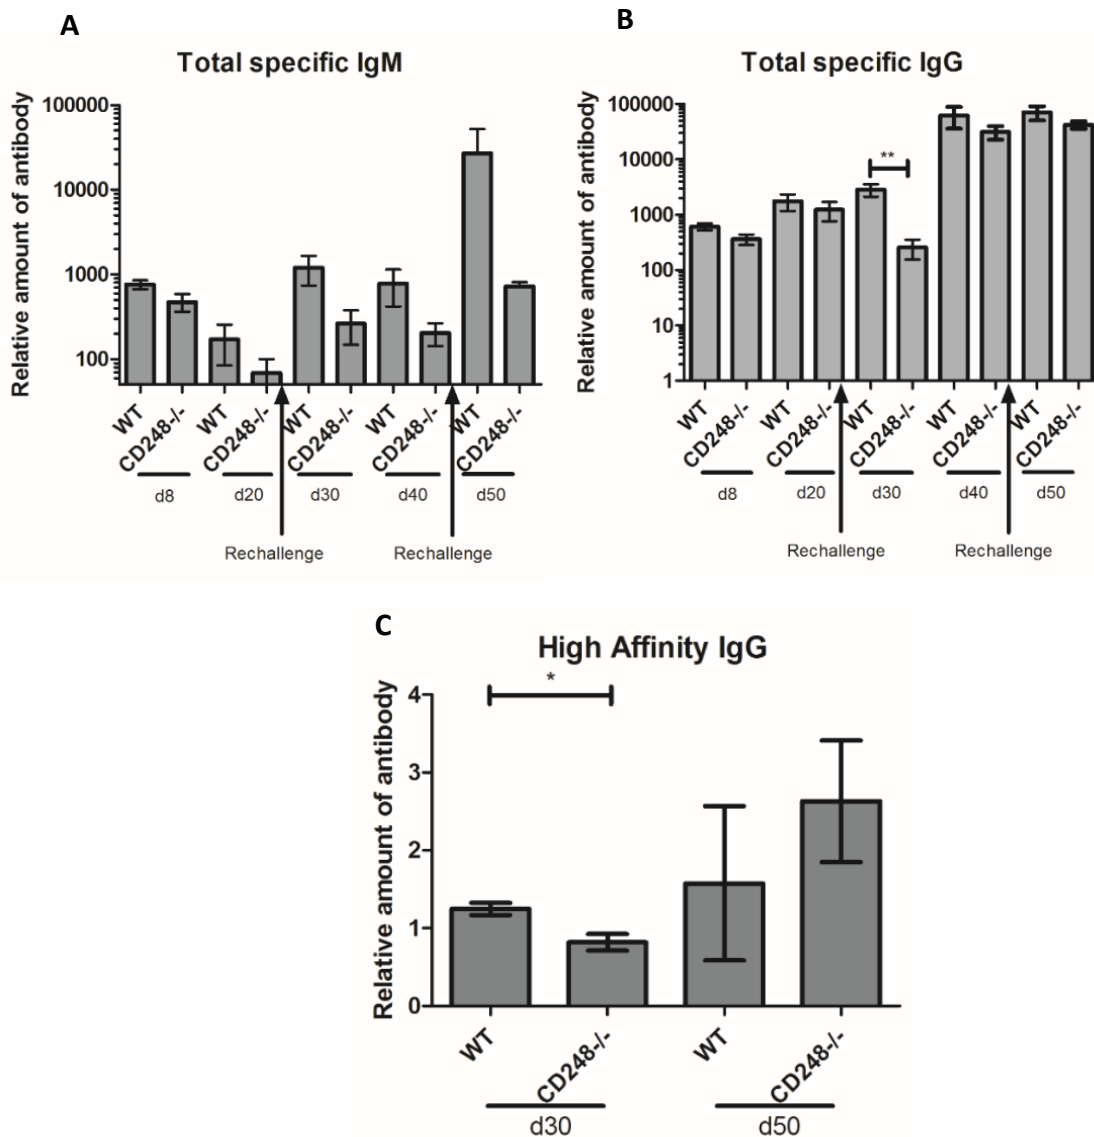 A
Total specific IgM
Relative amount of antibody
100000
10000
1000
100
WT
CD248-/-
WT
CD248-/-
WT
CD248-/-
WT
CD248-/-
WT
CD248-/-
d8
d20
d30
d40
d50
Rechallenge
Rechallenge
B
Total specific IgG
Relative amount of antibody
100000
10000
1000
100
10
1
**
WT
CD248-/-
WT
CD248-/-
WT
CD248-/-
WT
CD248-/-
WT
CD248-/-
d8
d20
d30
d40
d50
Rechallenge
Rechallenge
C
High Affinity IgG
Relative amount of antibody
4
3
2
1
0
*
WT
CD248-/-
WT
CD248-/-
d30
d50